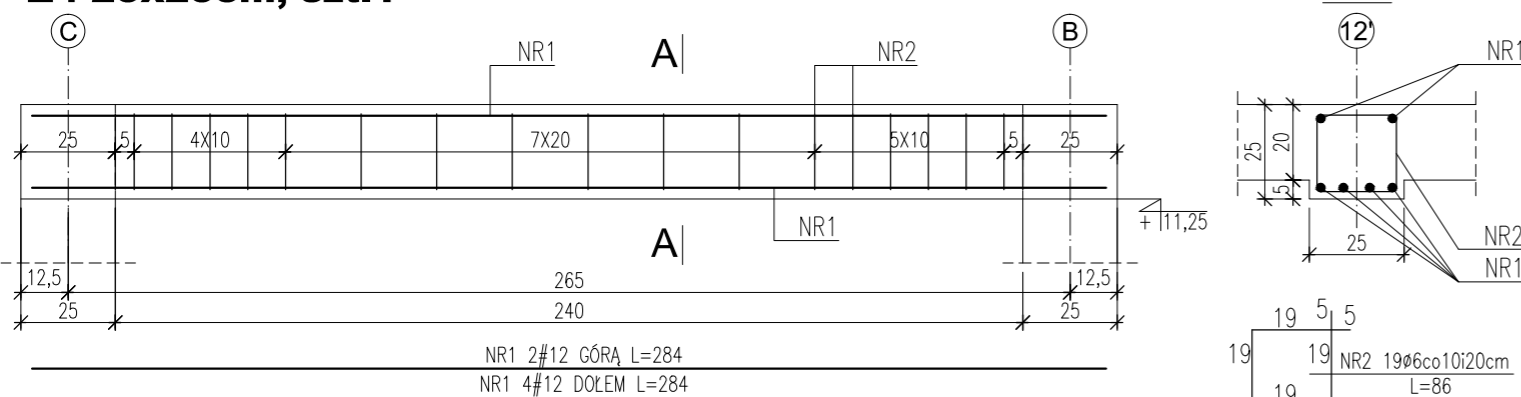 C
B
12'
NR1
A
NR2
NR1
25
5
4X10
7X20
5X10
5
25
25
20
5
NR1
A
+ 11,25
25
NR2
NR1
12,5
265
12,5
25
240
25
NR1 2#12 GÓRĄ L=284
NR1 4#12 DOŁEM L=284
19
5
5
19
19
NR2 19ø6co10i20cm
L=86
19